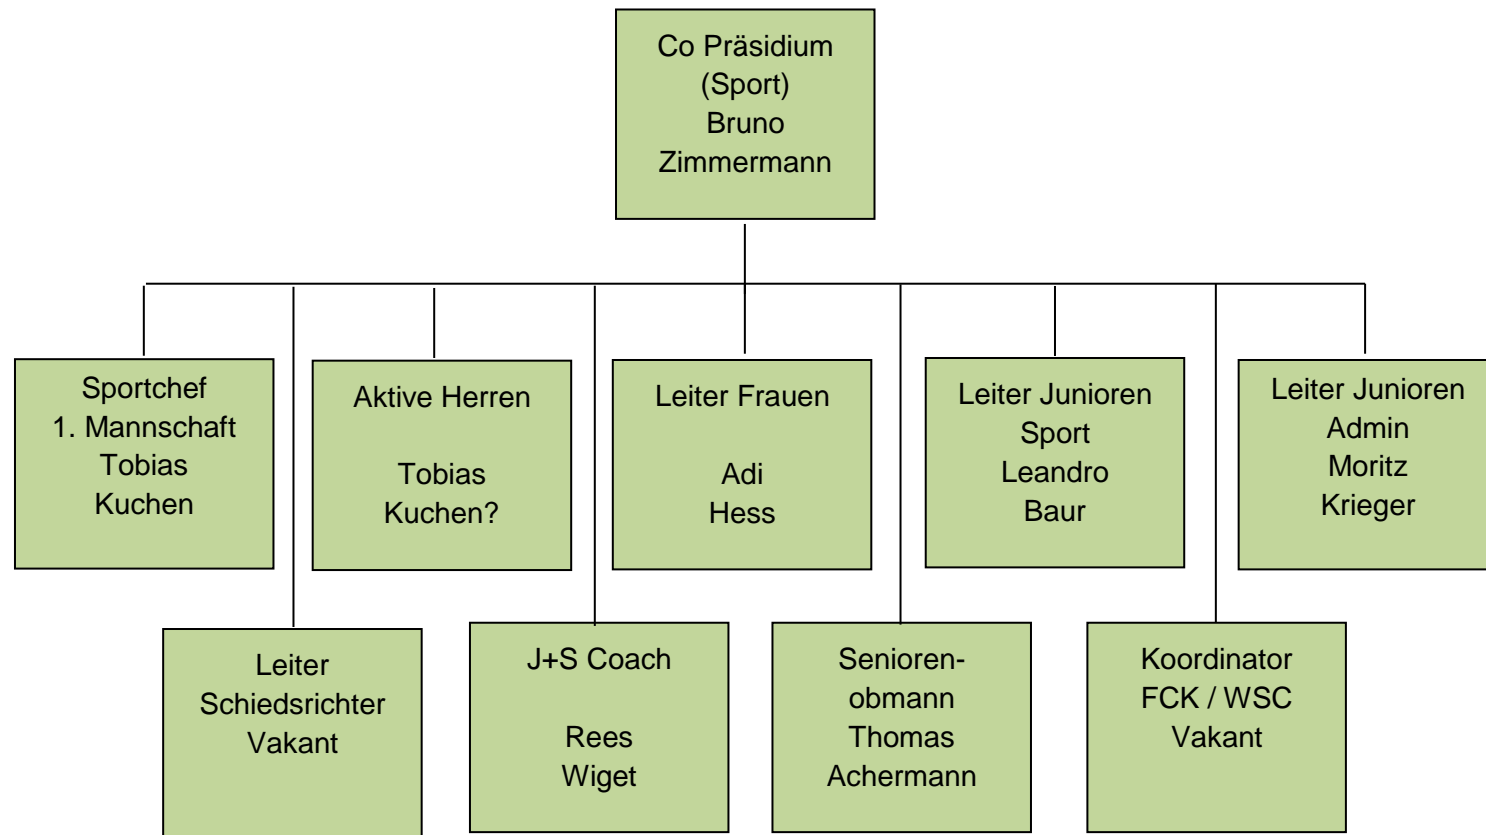 Co Präsidium
(Sport)
Bruno
Zimmermann
Sportchef
1. Mannschaft
Tobias
Kuchen
Aktive Herren
Tobias
Kuchen?
Leiter Frauen
Adi
Hess
Leiter Junioren
Sport
Leandro
Baur
Leiter Junioren
Admin
Moritz
Krieger
Leiter
Schiedsrichter
Vakant
J+S Coach
Rees
Wiget
Senioren-
obmann
Thomas
Achermann
Koordinator
FCK / WSC
Vakant